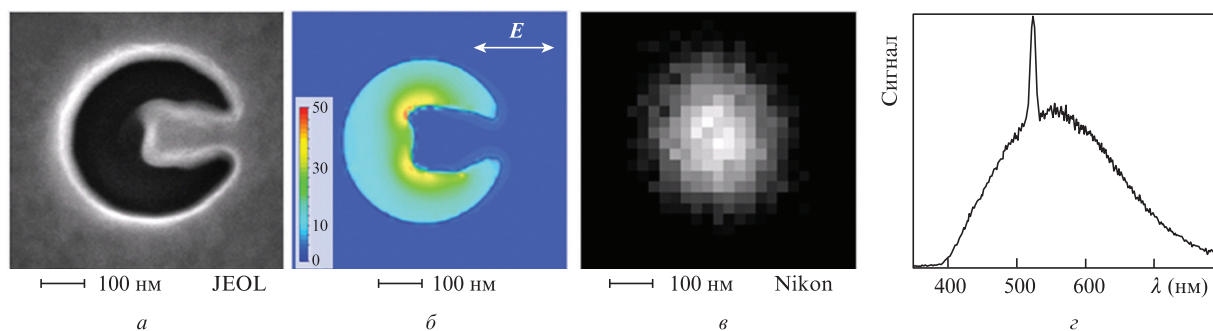 E
50
30
10
0
100 нм JEOL
100 нм
100 нм Nikon
Сигнал
400 500 600 λ (нм)
а б в г